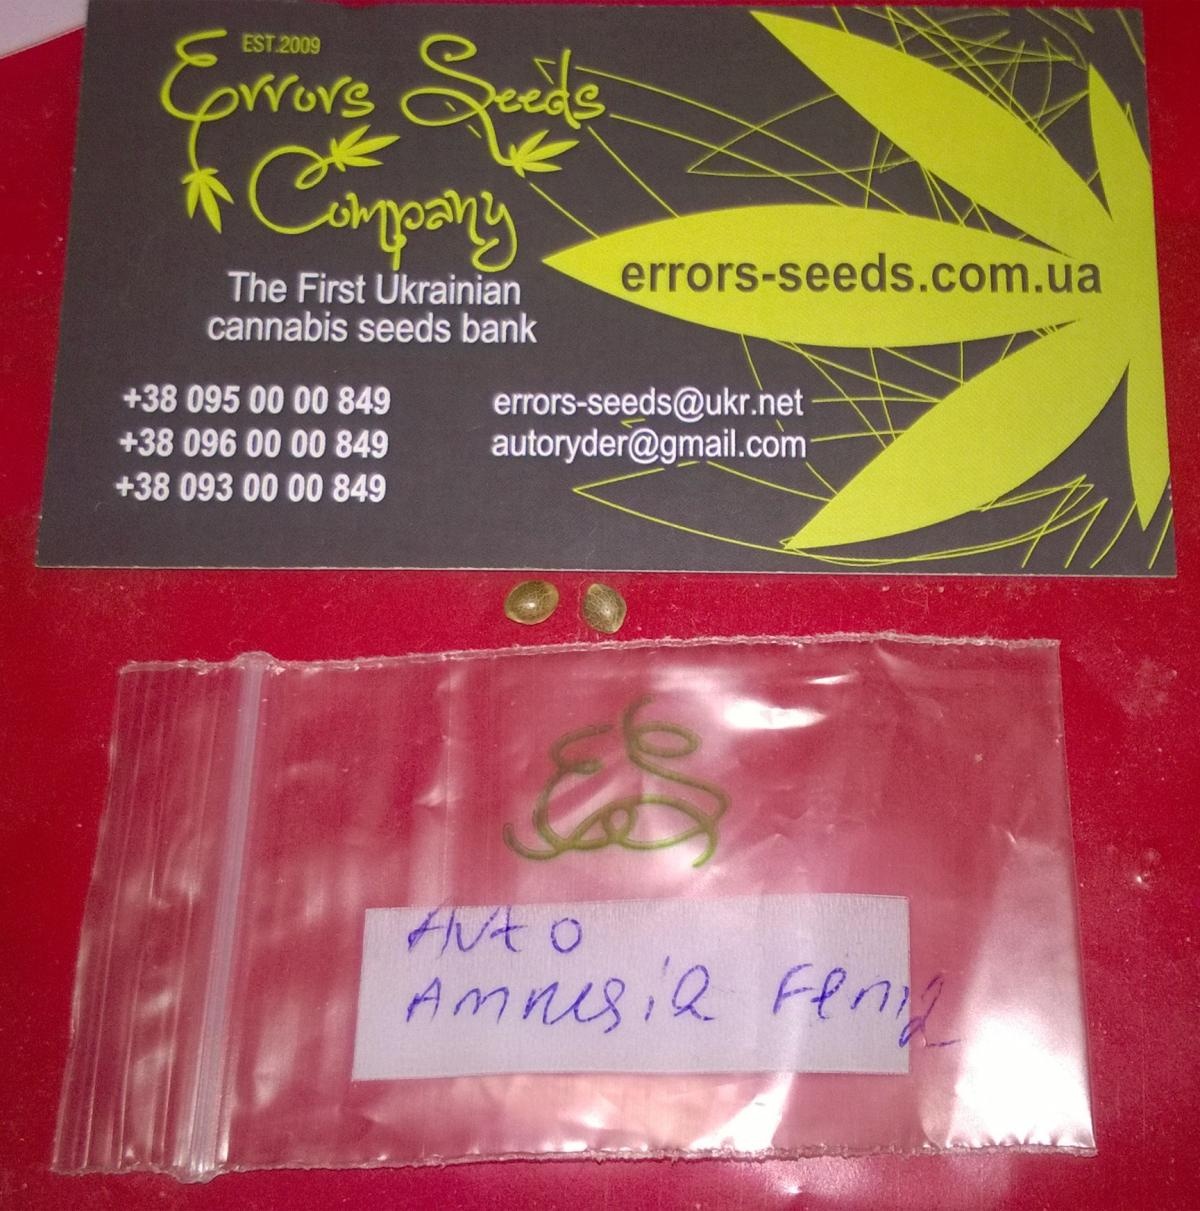 EST.2009
Errors Seeds
Company
The First Ukrainian
cannabis seeds bank
errors-seeds.com.ua
+38 095 00 00 849
+38 096 00 00 849
+38 093 00 00 849
errors-seeds@ukr.net
autoryder@gmail.com
ES
Auto
Amnesia Fem 2